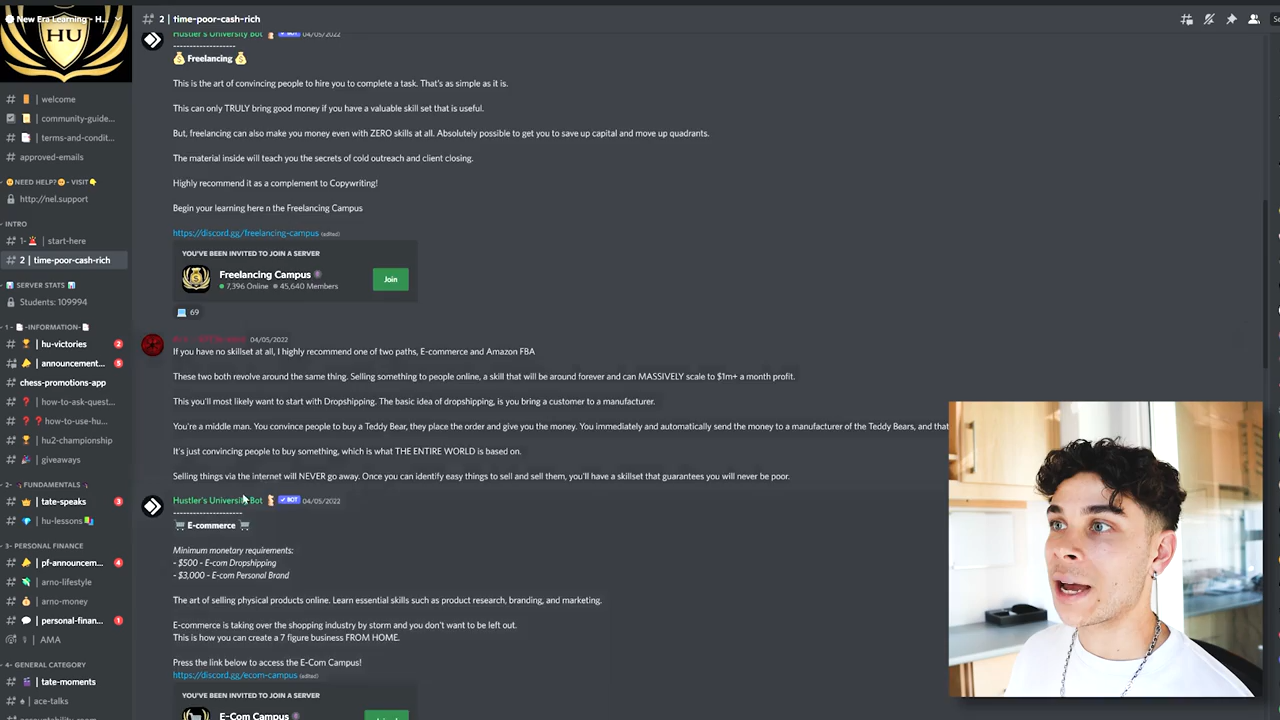 New Era Learning - H...
2 | time-poor-cash-rich
HU
welcome
community-guide...
terms-and-condit...
approved-emails
NEED HELP? - VISIT
http://nel.support
INTRO
1- | start-here
2 | time-poor-cash-rich
SERVER STATS
Students: 109994
1 - -INFORMATION-
hu-victories
2
announcement...
5
chess-promotions-app
how-to-ask-quest...
how-to-use-hu...
hu2-championship
giveaways
2- FUNDAMENTALS
tate-speaks
1
hu-lessons
3- PERSONAL FINANCE
pf-announcem...
4
arno-lifestyle
arno-money
personal-finan...
1
AMA
4- GENERAL CATEGORY
tate-moments
ace-talks
Hustler's University Bot BOT 04/05/2022
--------------------
Freelancing
This is the art of convincing people to hire you to complete a task. That's as simple as it is.
This can only TRULY bring good money if you have a valuable skill set that is useful.
But, freelancing can also make you money even with ZERO skills at all. Absolutely possible to get you to save up capital and move up quadrants.
The material inside will teach you the secrets of cold outreach and client closing.
Highly recommend it as a complement to Copywriting!
Begin your learning here n the Freelancing Campus
https://discord.gg/freelancing-campus (edited)
YOU'VE BEEN INVITED TO JOIN A SERVER
Freelancing Campus
7,396 Online 45,640 Members
Join
69
04/05/2022
If you have no skillset at all, I highly recommend one of two paths, E-commerce and Amazon FBA
These two both revolve around the same thing. Selling something to people online, a skill that will be around forever and can MASSIVELY scale to $1m+ a month profit.
This you'll most likely want to start with Dropshipping. The basic idea of dropshipping, is you bring a customer to a manufacturer.
You're a middle man. You convince people to buy a Teddy Bear, they place the order and give you the money. You immediately and automatically send the money to a manufacturer of the Teddy Bears, and that
It's just convincing people to buy something, which is what THE ENTIRE WORLD is based on.
Selling things via the internet will NEVER go away. Once you can identify easy things to sell and sell them, you'll have a skillset that guarantees you will never be poor.
Hustler's University Bot BOT 04/05/2022
----------------------
E-commerce
Minimum monetary requirements:
- $500 - E-com Dropshipping
- $3,000 - E-com Personal Brand
The art of selling physical products online. Learn essential skills such as product research, branding, and marketing.
E-commerce is taking over the shopping industry by storm and you don't want to be left out.
This is how you can create a 7 figure business FROM HOME.
Press the link below to access the E-Com Campus!
https://discord.gg/ecom-campus (edited)
YOU'VE BEEN INVITED TO JOIN A SERVER
E-Com Campus